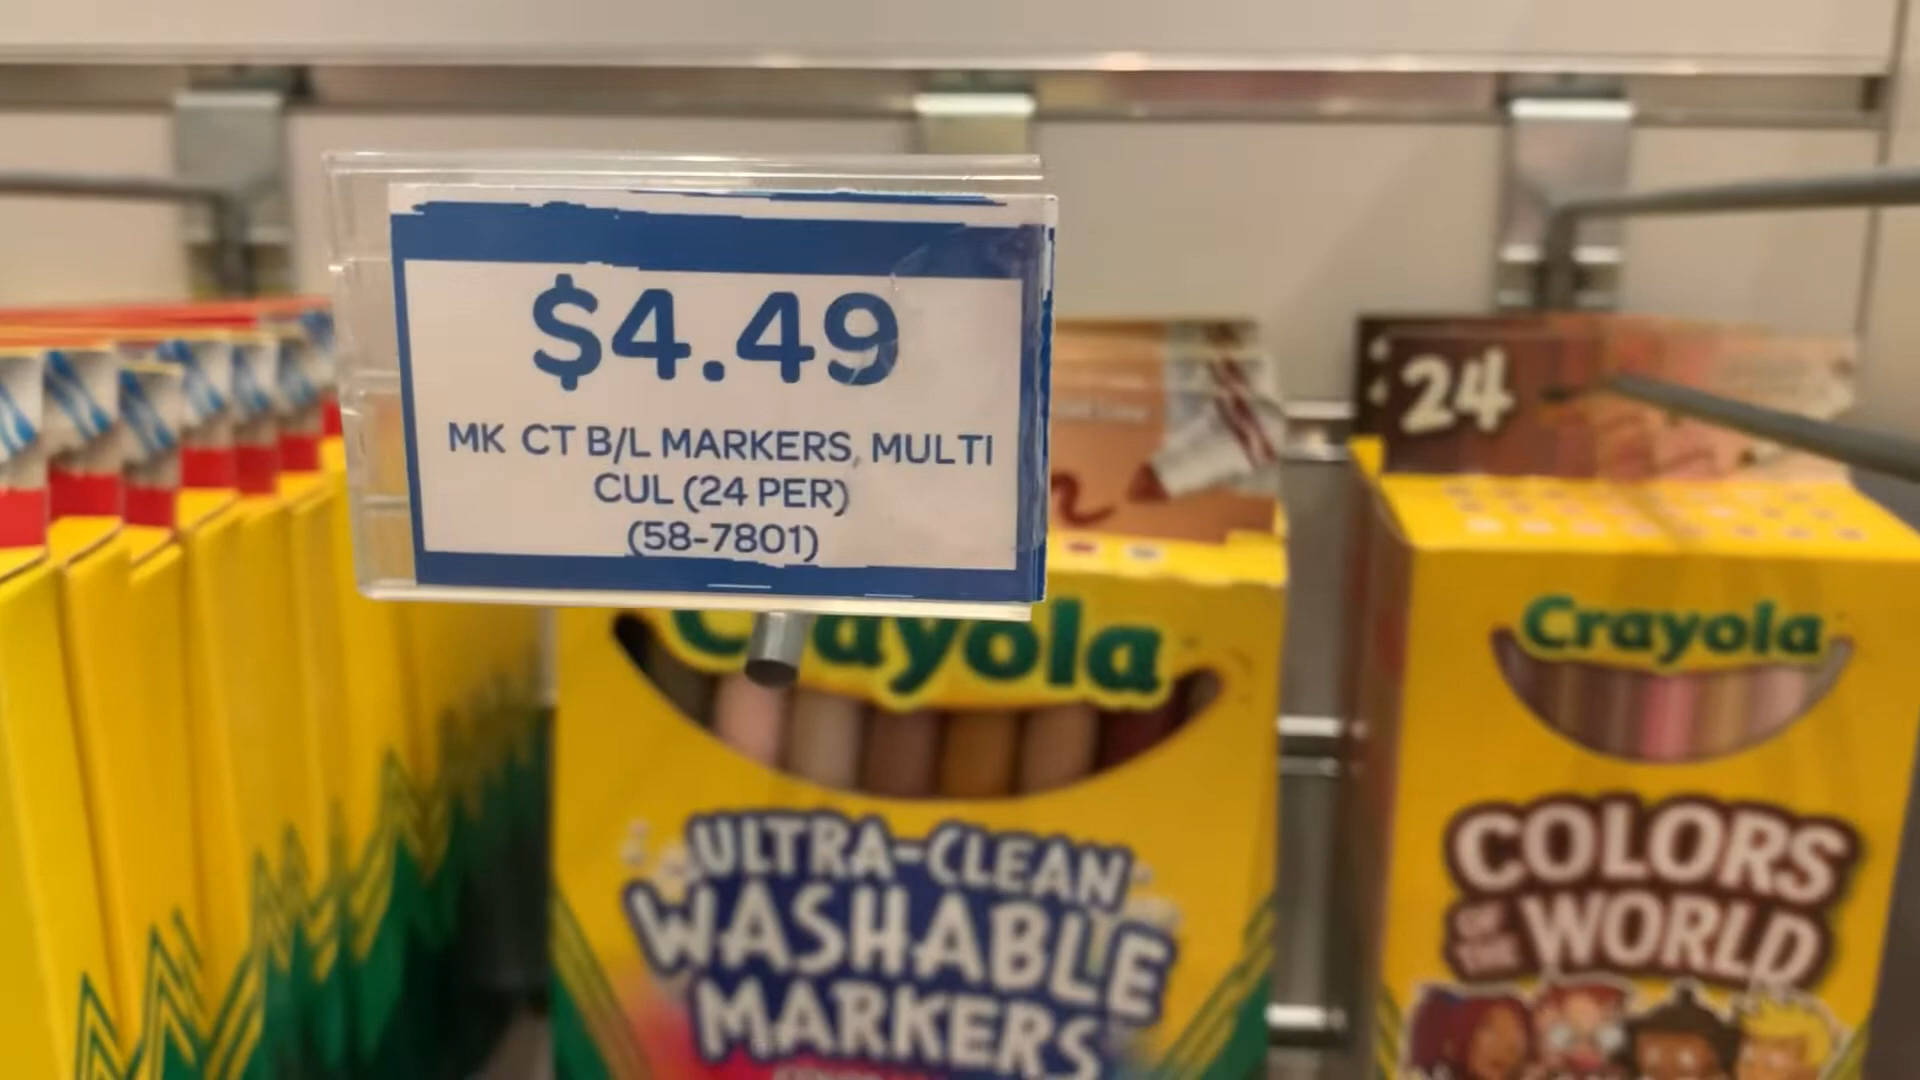 $4.49
MK CT B/L MARKERS, MULTI
CUL (24 PER)
(58-7801)
24
Crayola
Crayola
ULTRA-CLEAN
WASHABLE
MARKERS
COLORS
OF THE WORLD